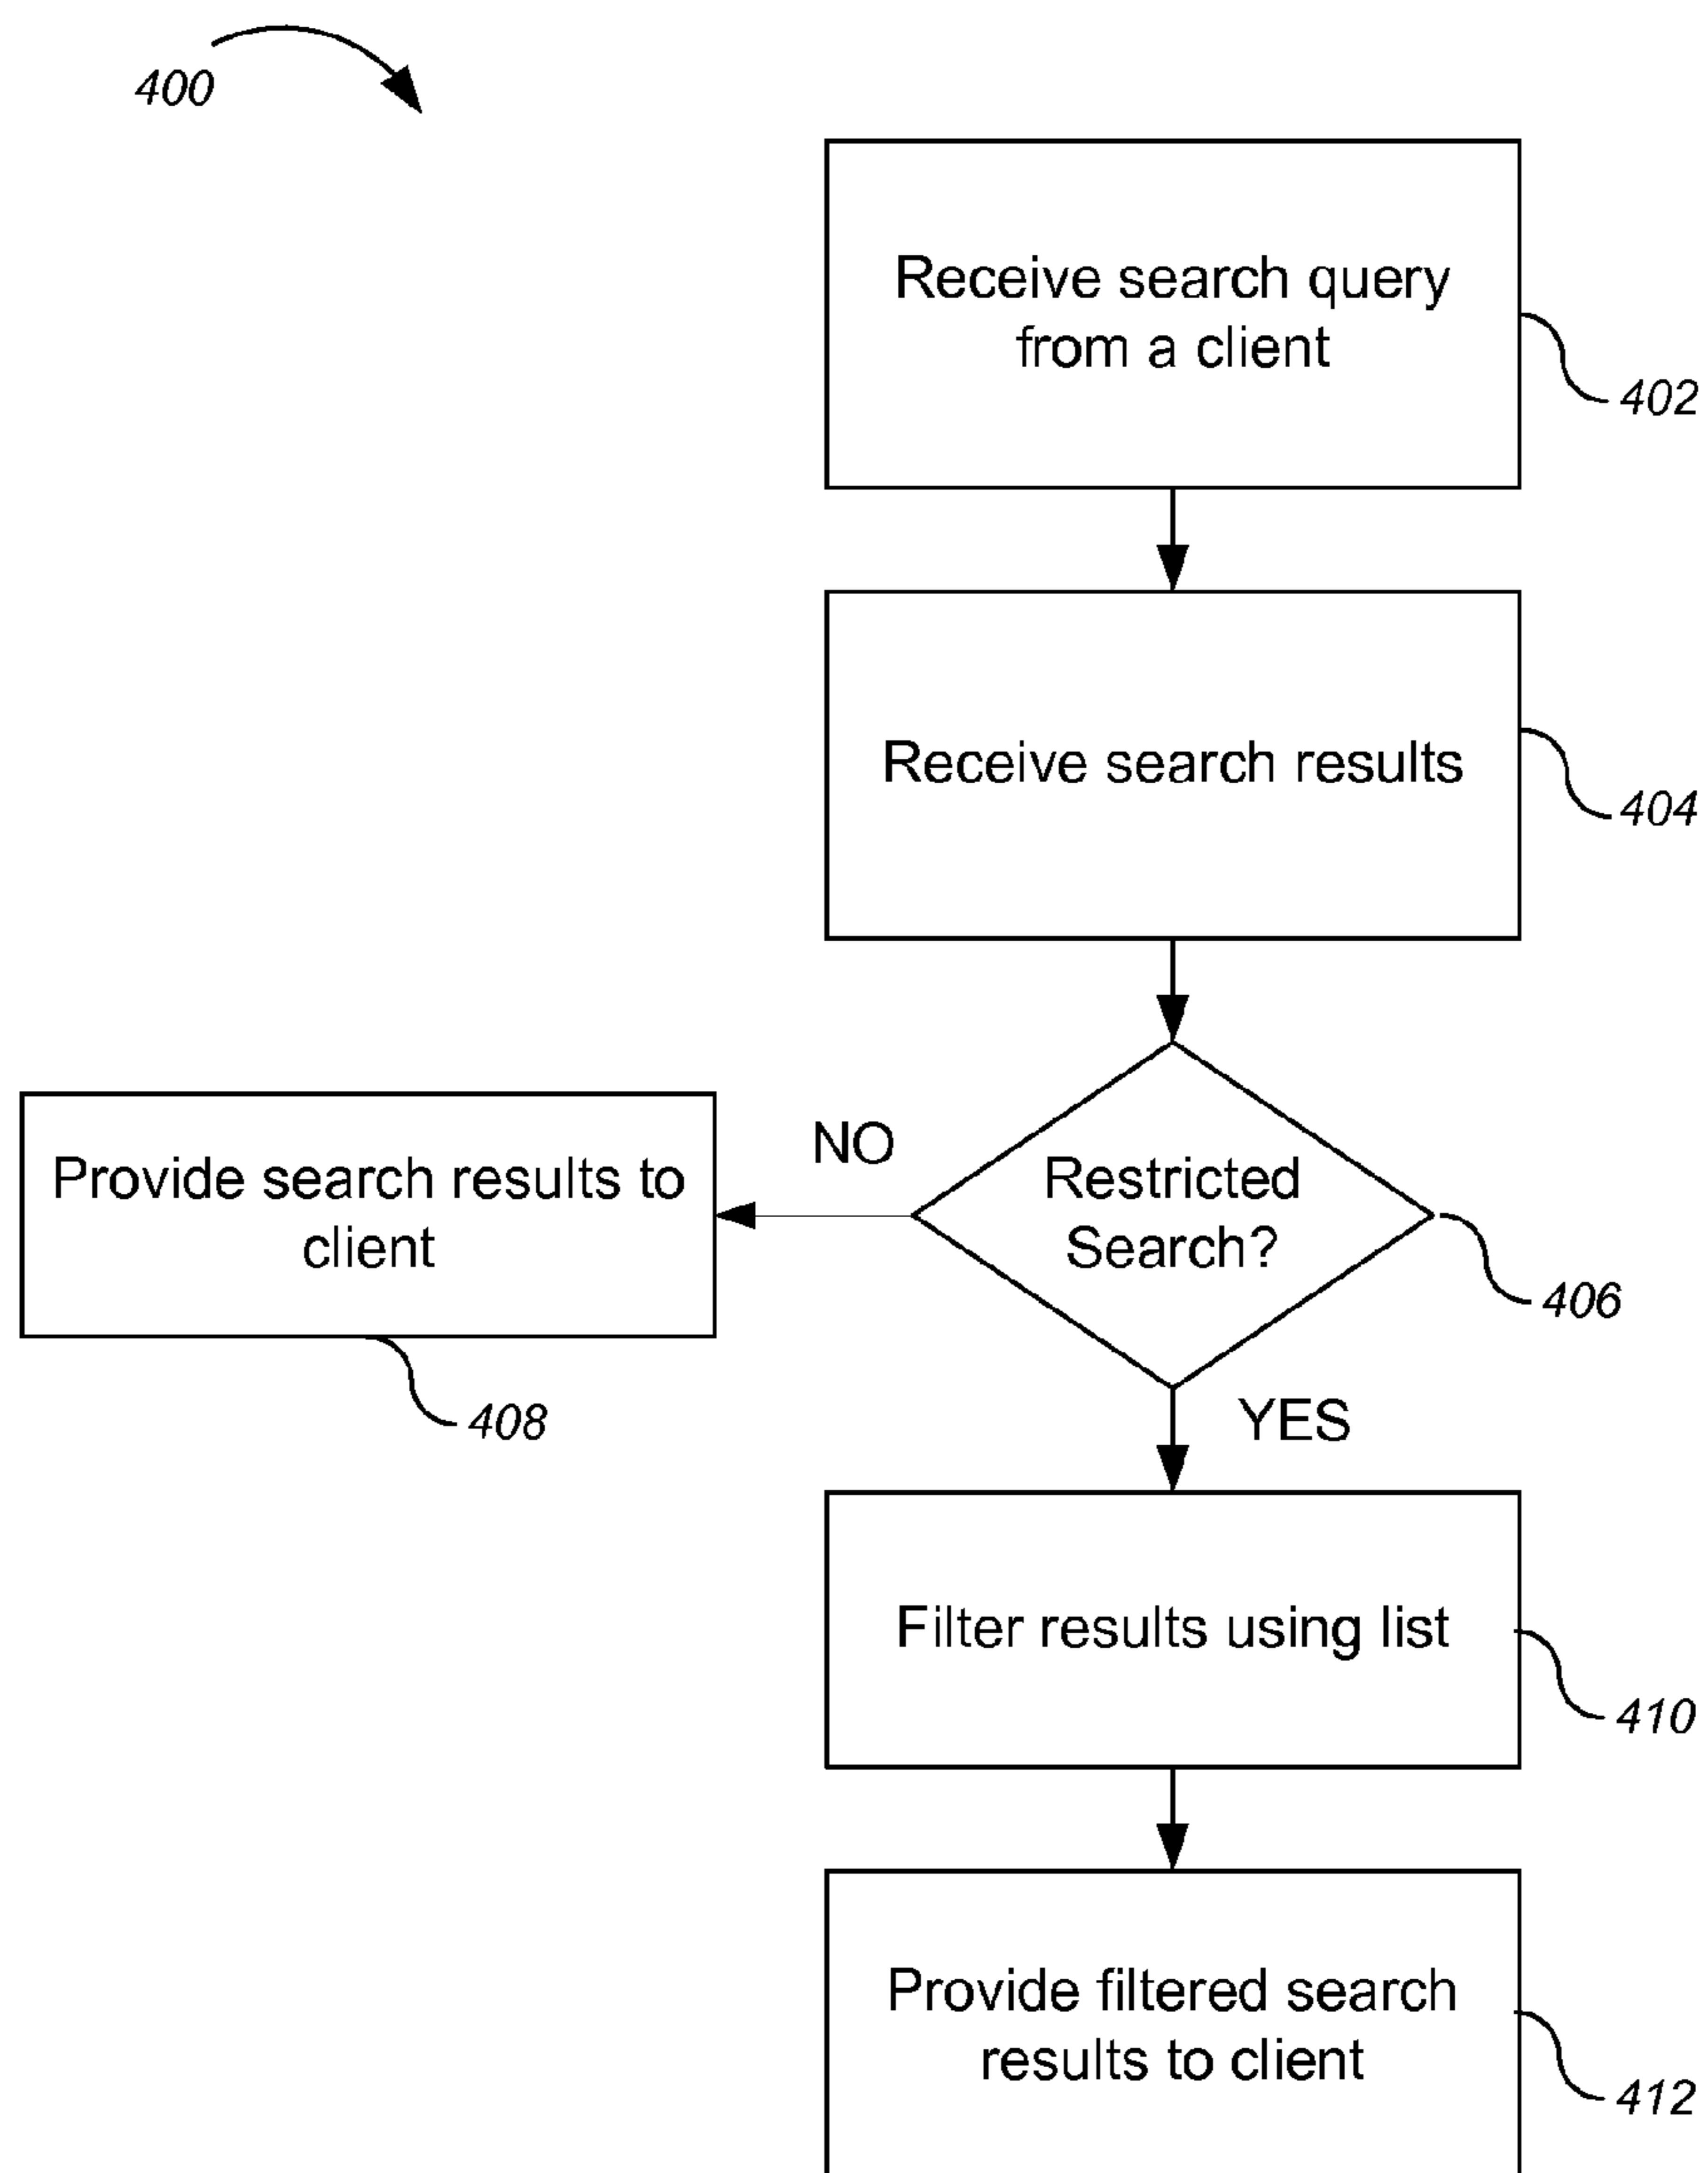 400
Receive search query
from a client
402
Receive search results
404
Restricted
Search?
406
NO
Provide search results to
client
408
YES
Filter results using list
410
Provide filtered search
results to client
412